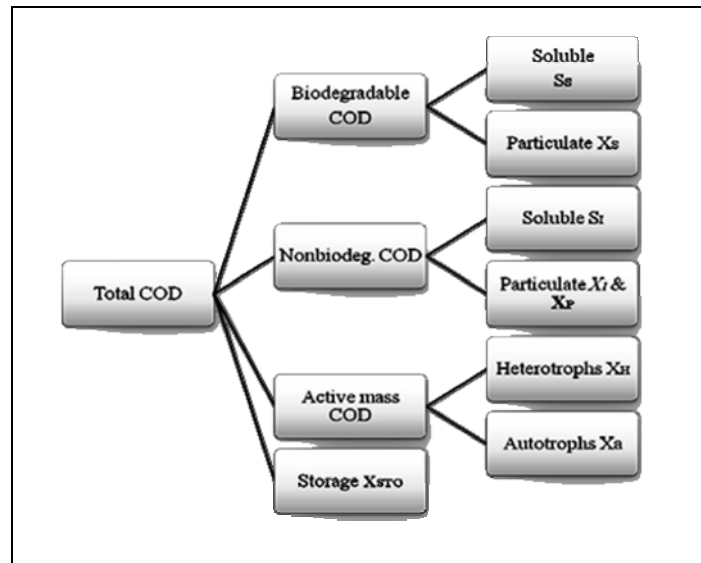 Total COD
Biodegradable
COD
Soluble
Ss
Particulate Xs
Nonbiodeg. COD
Soluble SI
Particulate XI &
XP
Active mass
COD
Heterotrophs XH
Autotrophs Xa
Storage XSTO